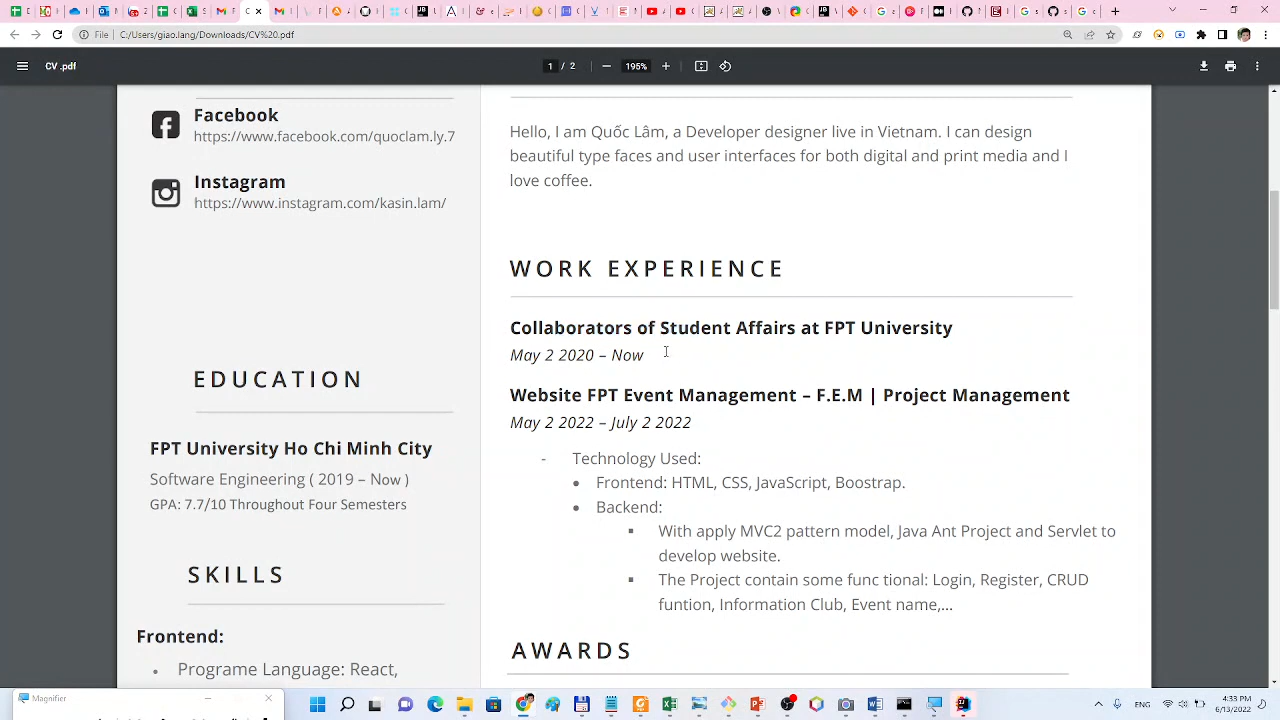 File
C:/Users/giao.lang/Downloads/CV%20.pdf
CV .pdf
1 / 2
195%
Facebook
https://www.facebook.com/quoclam.ly.7
Instagram
https://www.instagram.com/kasin.lam/
EDUCATION
FPT University Ho Chi Minh City
Software Engineering ( 2019 – Now )
GPA: 7.7/10 Throughout Four Semesters
SKILLS
Frontend:
• Programe Language: React,
Hello, I am Quốc Lâm, a Developer designer live in Vietnam. I can design
beautiful type faces and user interfaces for both digital and print media and I
love coffee.
WORK EXPERIENCE
Collaborators of Student Affairs at FPT University
May 2 2020 – Now
Website FPT Event Management – F.E.M | Project Management
May 2 2022 – July 2 2022
- Technology Used:
• Frontend: HTML, CSS, JavaScript, Boostrap.
• Backend:
▪ With apply MVC2 pattern model, Java Ant Project and Servlet to
develop website.
▪ The Project contain some func tional: Login, Register, CRUD
funtion, Information Club, Event name,...
AWARDS
Magnifier
ENG
4:33 PM
6/13/2022